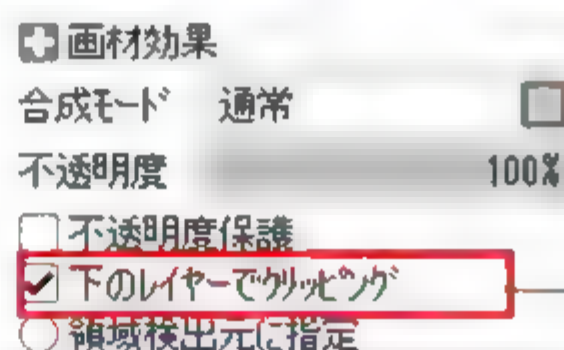 画材効果
合成モード 通常
不透明度 100%
不透明度保護
下のレイヤーでクリッピング
領域検出元に指定